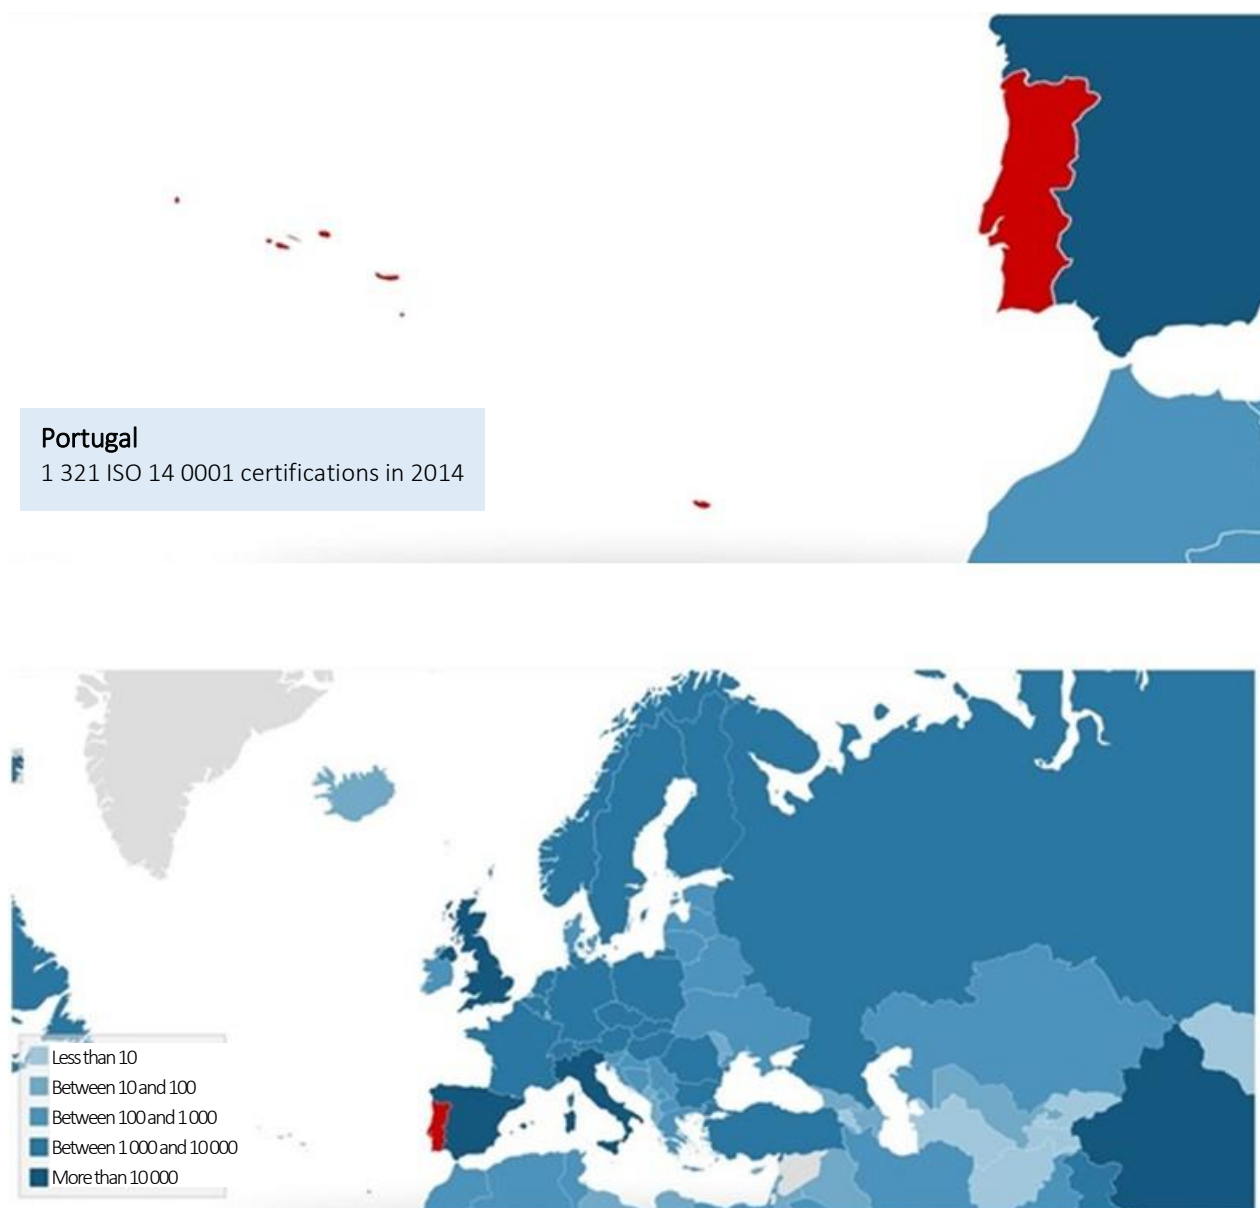 Portugal
1 321 ISO 14 0001 certifications in 2014
Less than 10
Between 10 and 100
Between 100 and 1 000
Between 1 000 and 10 000
More than 10 000